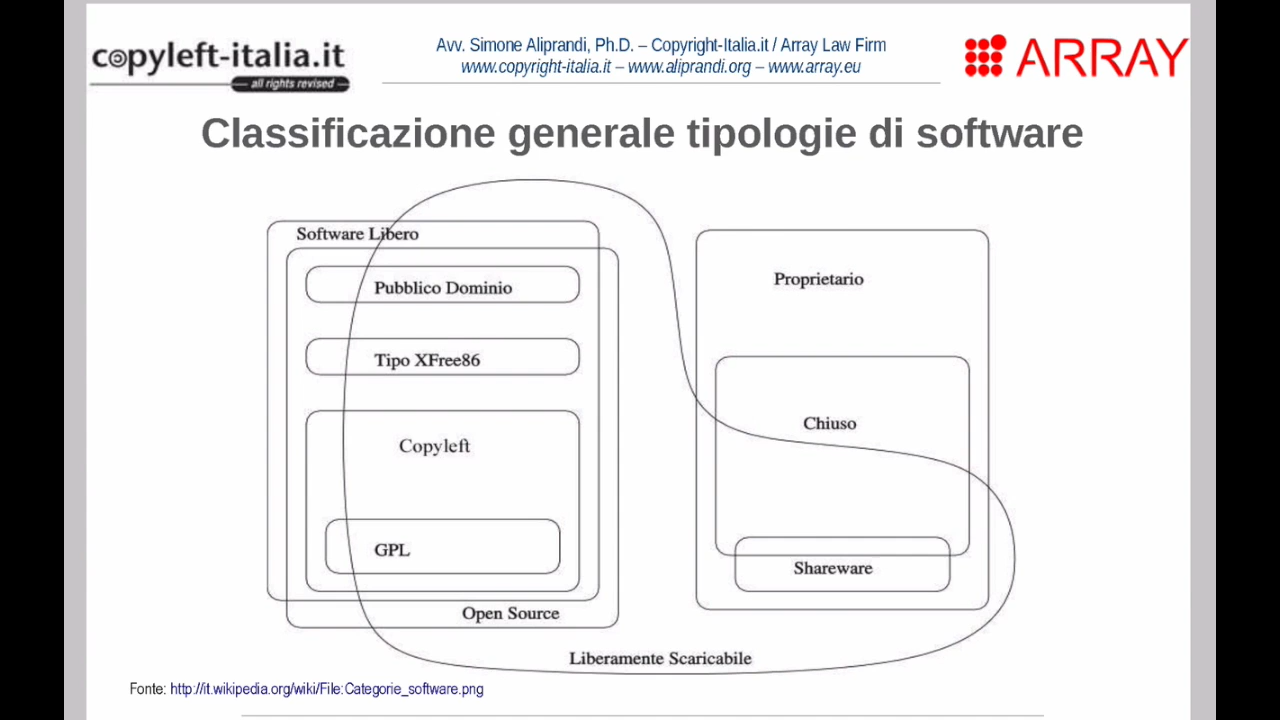 copyleft-italia.it
all rights revised
Avv. Simone Aliprandi, Ph.D. – Copyright-Italia.it / Array Law Firm
www.copyright-italia.it – www.aliprandi.org – www.array.eu
ARRAY
Classificazione generale tipologie di software
Software Libero
Pubblico Dominio
Tipo XFree86
Copyleft
GPL
Open Source
Proprietario
Chiuso
Shareware
Liberamente Scaricabile
Fonte: http://it.wikipedia.org/wiki/File:Categorie_software.png